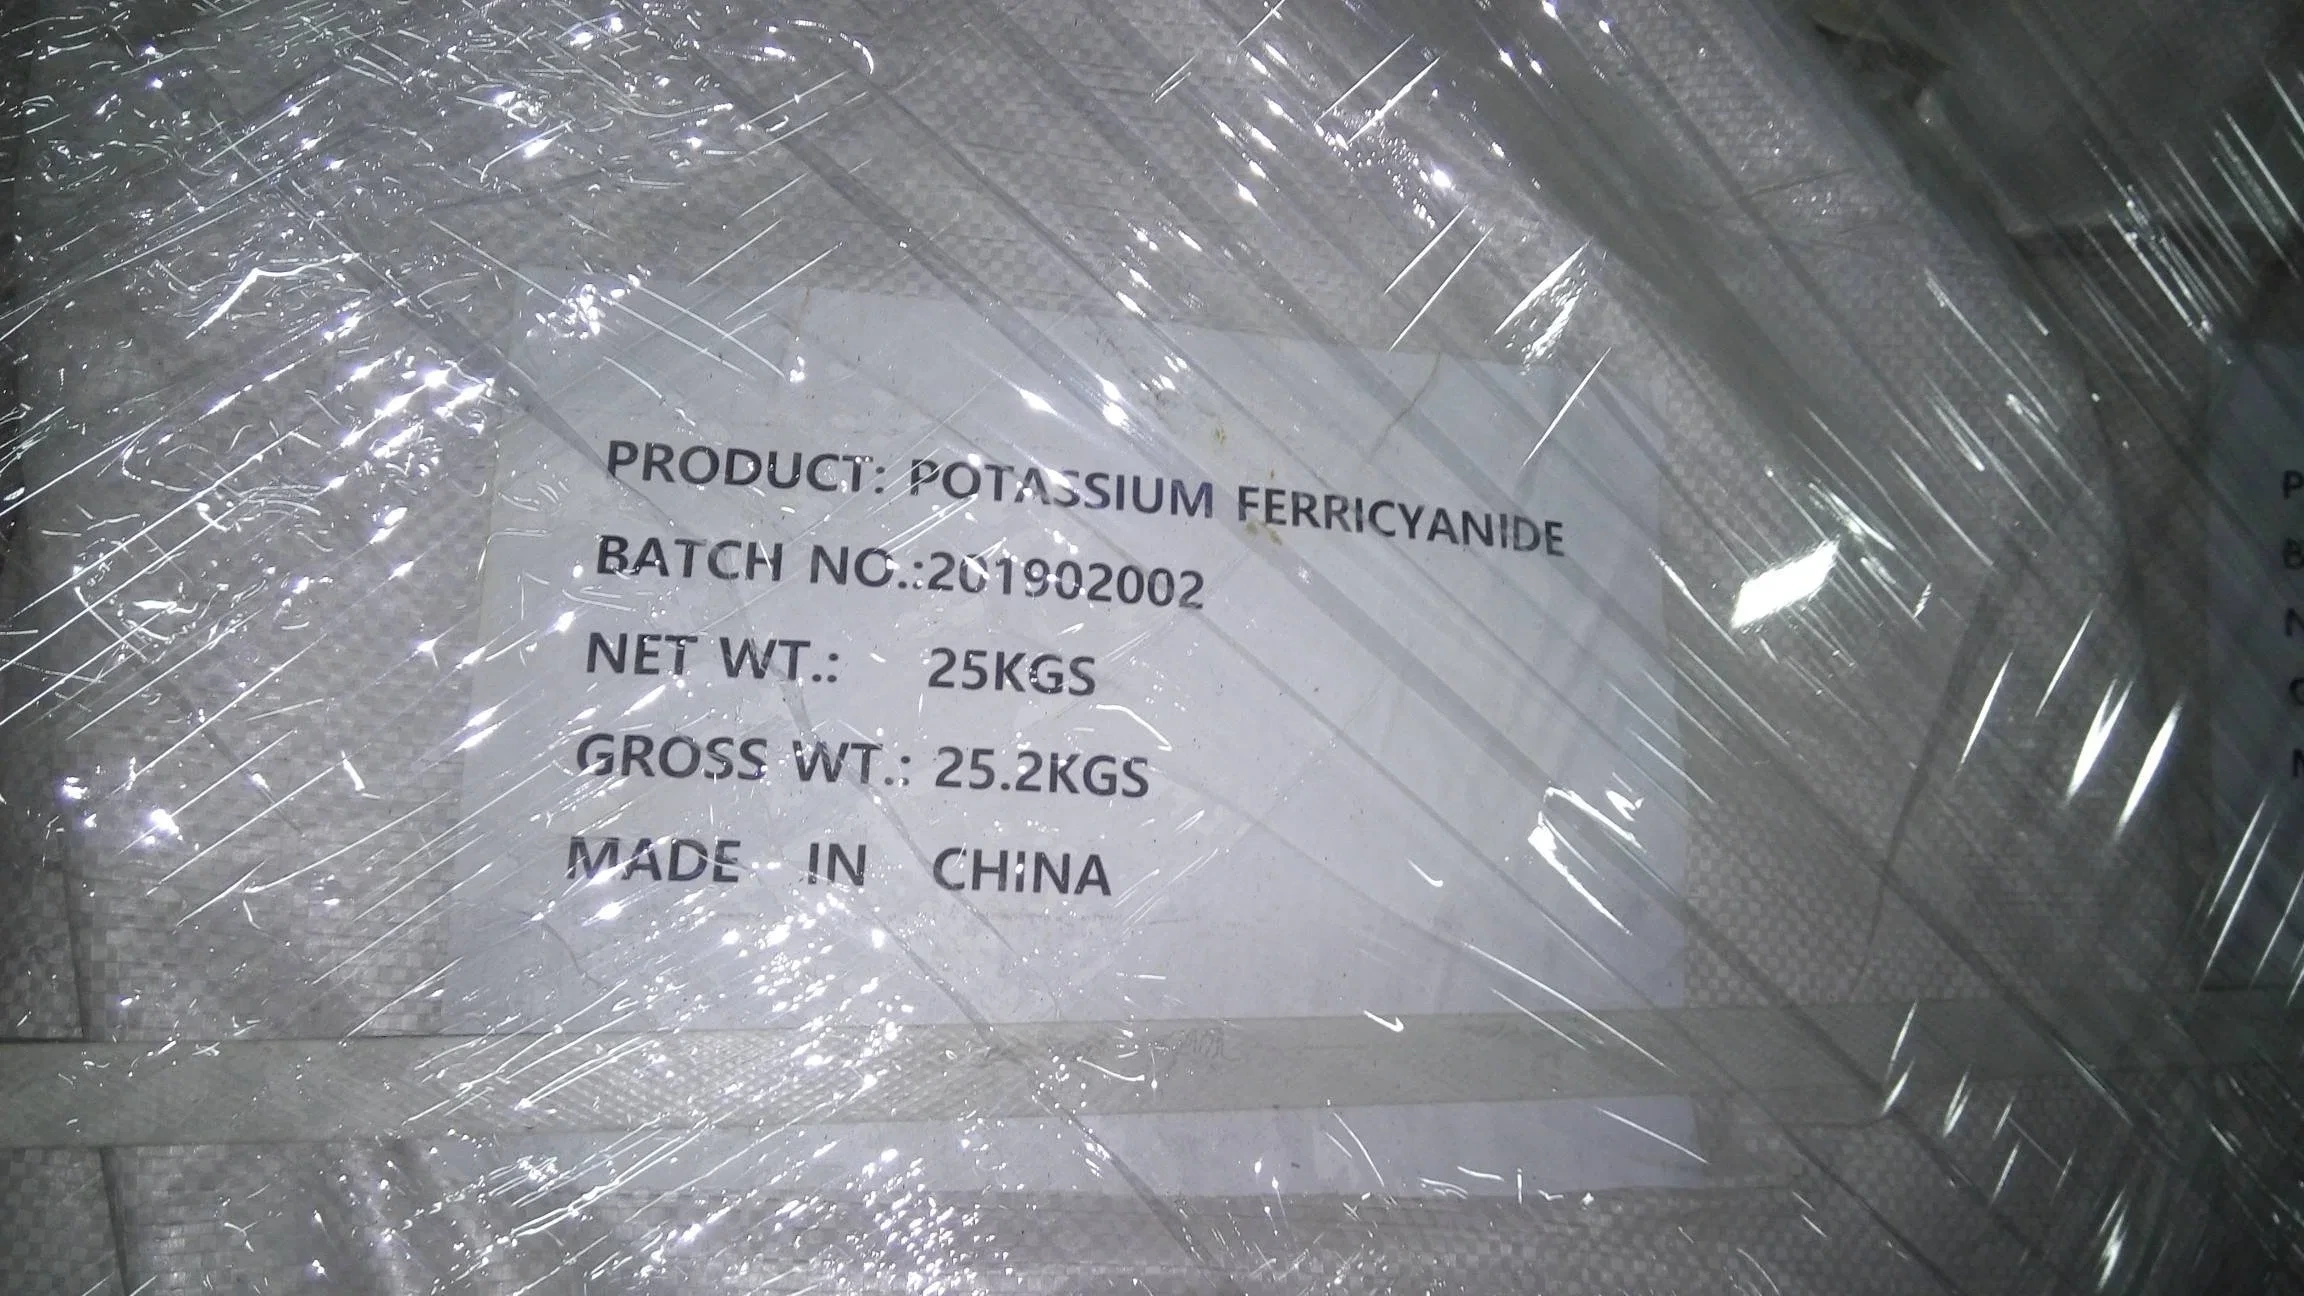 PRODUCT: POTASSIUM FERRICYANIDE
BATCH NO.:201902002
NET WT.: 25KGS
GROSS WT.: 25.2KGS
MADE IN CHINA